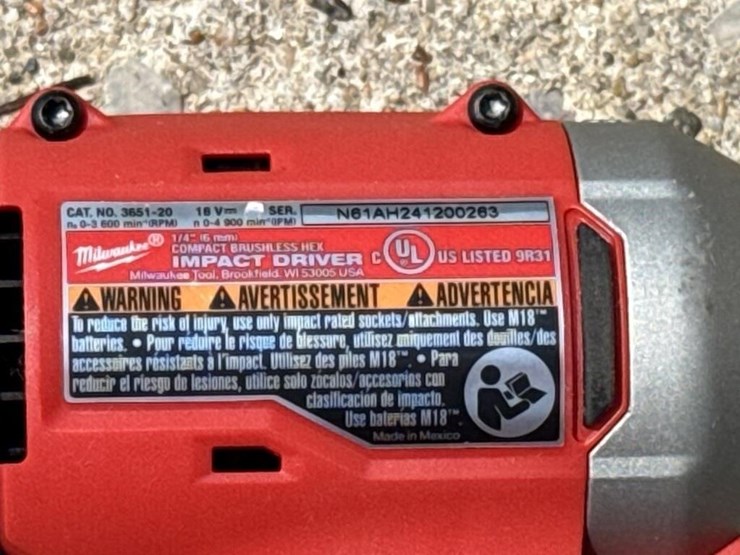 CAT. NO. 3651-20 18 V⎓ SER. N61AH241200263
n₀ 0-3 600 min⁻¹(RPM) n 0-4 900 min⁻¹(IPM)
Milwaukee®
1/4" (6 mm)
COMPACT BRUSHLESS HEX
IMPACT DRIVER
Milwaukee Tool, Brookfield, WI 53005 USA
C UL® US LISTED 9R31
WARNING AVERTISSEMENT ADVERTENCIA
To reduce the risk of injury, use only impact rated sockets/attachments. Use M18™
batteries. • Pour réduire le risque de blessure, utilisez uniquement des douilles/des
accessoires résistants à l'impact. Utilisez des piles M18™. • Para
reducir el riesgo de lesiones, utilice solo zócalos/accesorios con
clasificación de impacto.
Use baterías M18™.
Made in Mexico